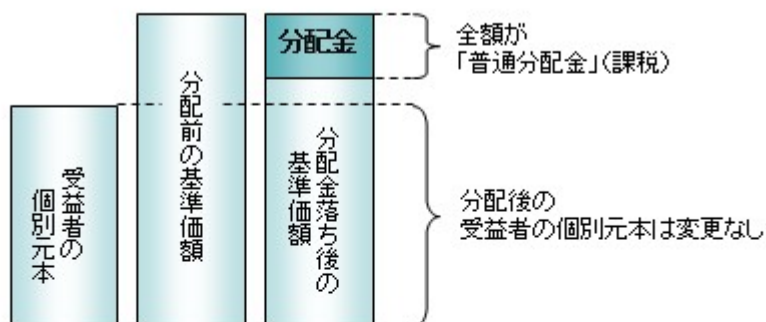 受益者の
個別元本
分配前の基準価額
分配金
分配金落ち後の
基準価額
全額が
「普通分配金」(課税)
分配後の
受益者の個別元本は変更なし